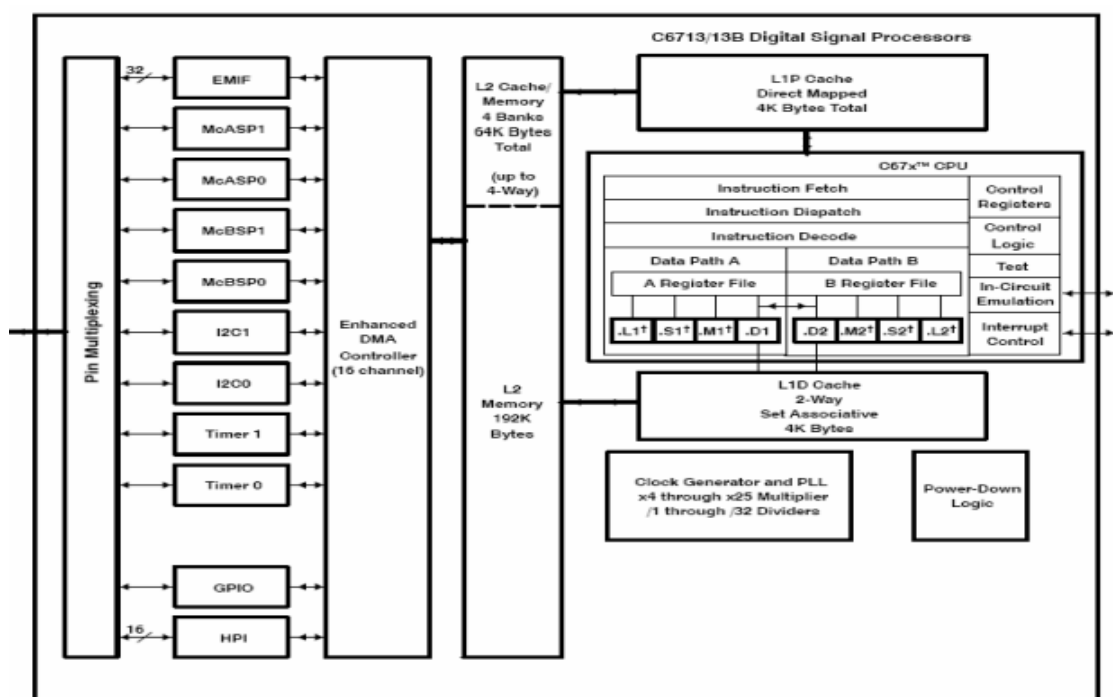 C6713/13B Digital Signal Processors
Pin Multiplexing
32
EMIF
McASP1
McASP0
McBSP1
McBSP0
I2C1
I2C0
Timer 1
Timer 0
GPIO
16
HPI
Enhanced
DMA
Controller
(16 channel)
L2 Cache/
Memory
4 Banks
64K Bytes
Total
(up to
4-Way)
L2
Memory
192K
Bytes
L1P Cache
Direct Mapped
4K Bytes Total
C67x™ CPU
Instruction Fetch
Instruction Dispatch
Instruction Decode
Data Path A
Data Path B
A Register File
B Register File
.L1† .S1† .M1† .D1
.D2 .M2† .S2† .L2†
Control
Registers
Control
Logic
Test
In-Circuit
Emulation
Interrupt
Control
L1D Cache
2-Way
Set Associative
4K Bytes
Clock Generator and PLL
x4 through x25 Multiplier
/1 through /32 Dividers
Power-Down
Logic